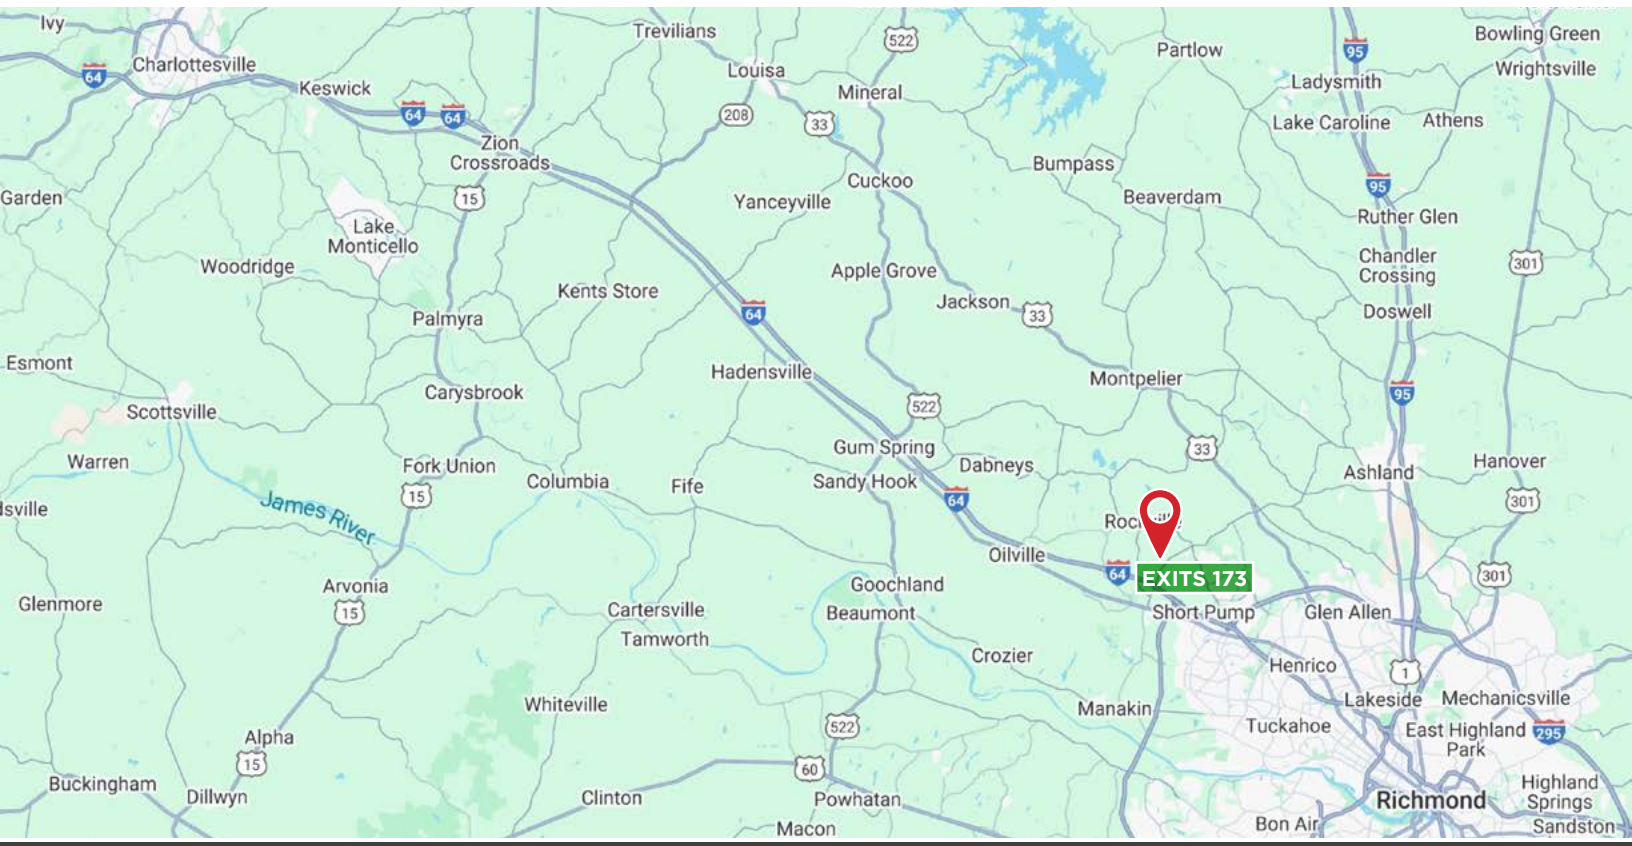 Ivy
Trevilians
522
95
Bowling Green
Charlottesville
Partlow
64
Louisa
Wrightsville
Keswick
Mineral
Ladysmith
64
64
208
33
Lake Caroline
Athens
Zion
Crossroads
Bumpass
Cuckoo
95
Garden
15
Yanceyville
Beaverdam
Ruther Glen
Lake
Monticello
Woodridge
Apple Grove
Chandler
Crossing
301
Kents Store
Jackson
33
64
Doswell
Palmyra
Esmont
Hadensville
Montpelier
Carysbrook
95
Scottsville
522
Gum Spring
33
Warren
Fork Union
Dabneys
Ashland
Hanover
Columbia
Fife
Sandy Hook
15
64
301
James River
Oilville
64
EXITS 173
301
Arvonia
Goochland
Glenmore
15
Cartersville
Beaumont
Short Pump
Glen Allen
Tamworth
Crozier
Henrico
1
Whiteville
Manakin
Lakeside
Mechanicsville
522
Tuckahoe
East Highland
Park
295
Alpha
15
60
Buckingham
Dillwyn
Clinton
Powhatan
Richmond
Highland
Springs
Macon
Bon Air
Sandston